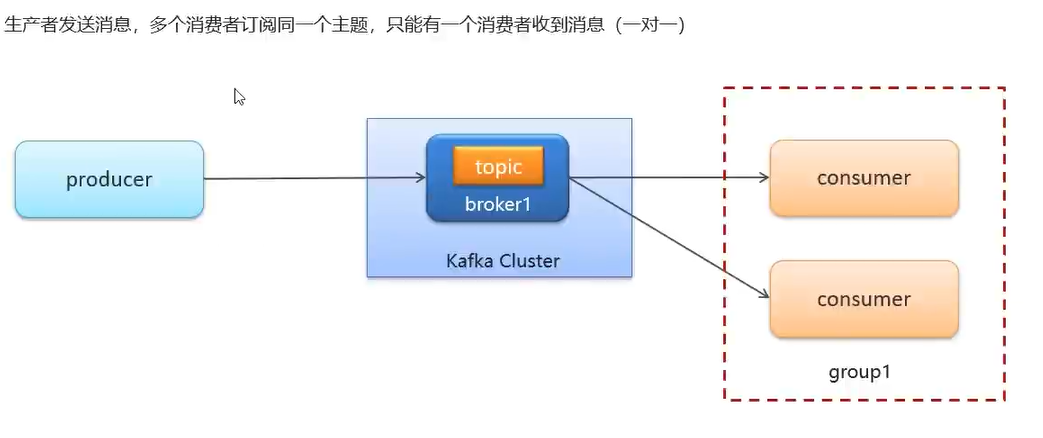 生产者发送消息，多个消费者订阅同一个主题，只能有一个消费者收到消息（一对一）
producer
topic
broker1
Kafka Cluster
consumer
consumer
group1